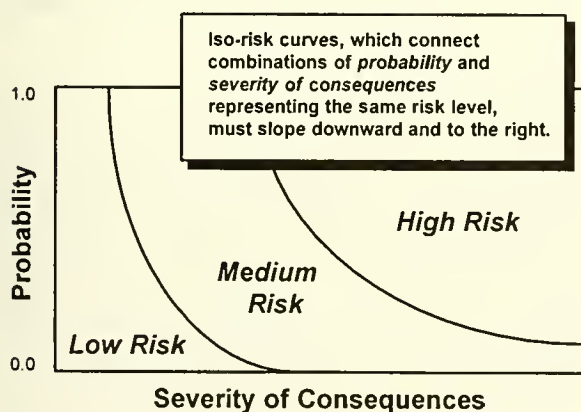 Iso-risk curves, which connect
combinations of probability and
severity of consequences
representing the same risk level,
must slope downward and to the right.
1.0
Probability
High Risk
Medium
Risk
Low Risk
0.0
Severity of Consequences